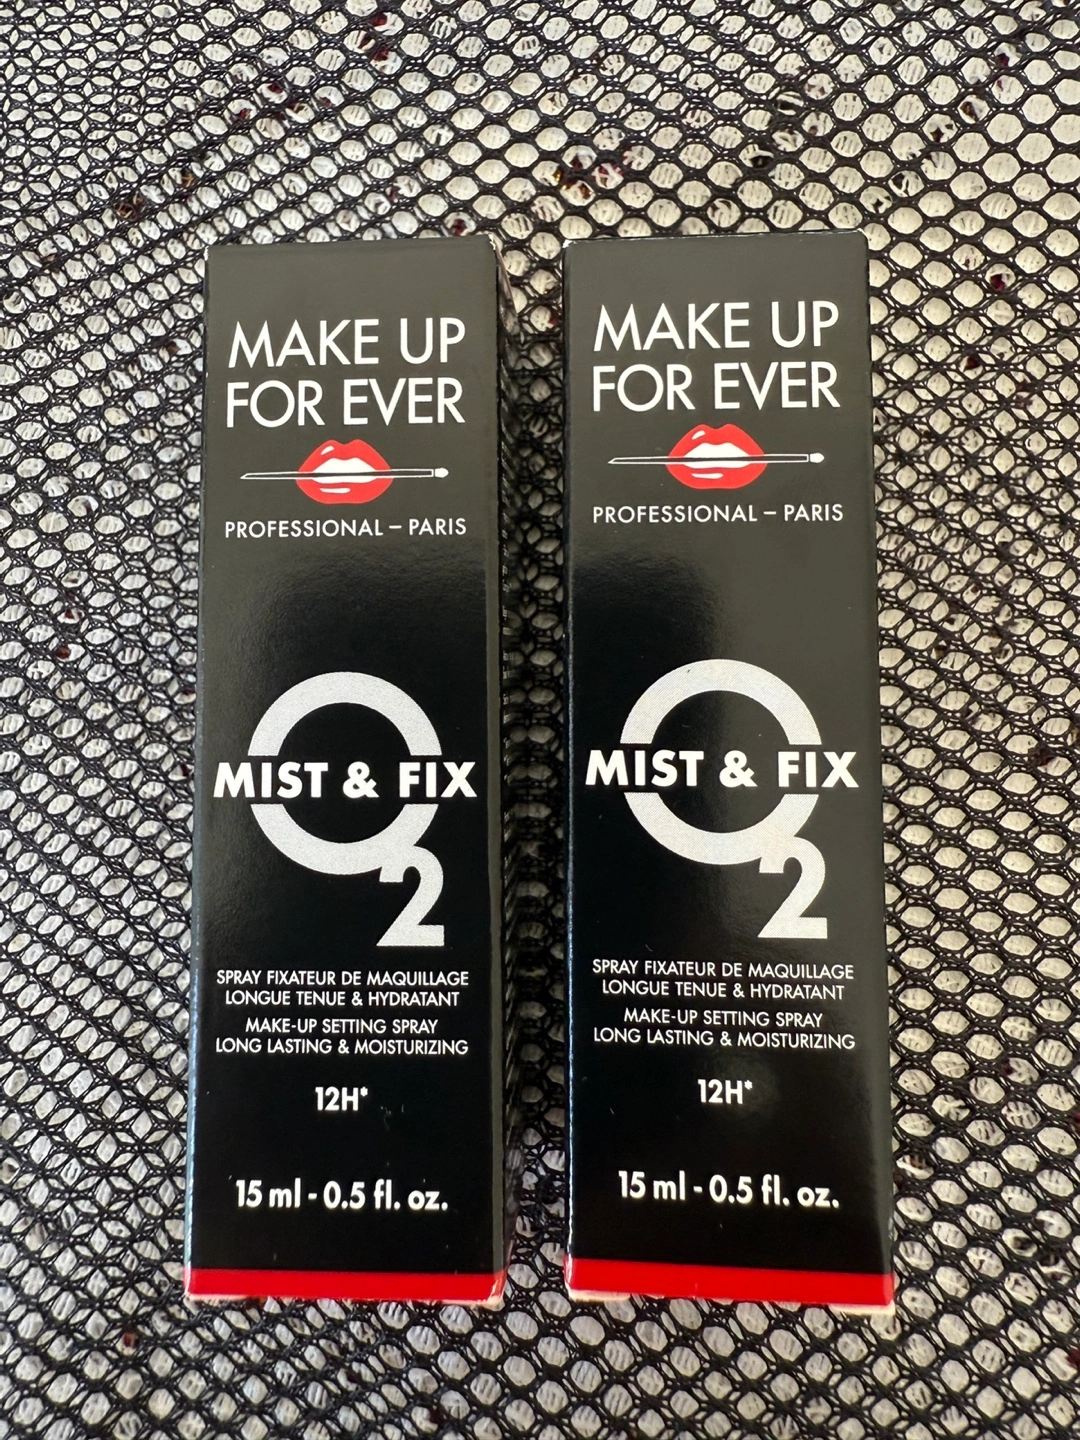 MAKE UP
FOR EVER
PROFESSIONAL – PARIS
MIST & FIX
O2
SPRAY FIXATEUR DE MAQUILLAGE
LONGUE TENUE & HYDRATANT
MAKE-UP SETTING SPRAY
LONG LASTING & MOISTURIZING
12H*
15 ml - 0.5 fl. oz.
MAKE UP
FOR EVER
PROFESSIONAL – PARIS
MIST & FIX
O2
SPRAY FIXATEUR DE MAQUILLAGE
LONGUE TENUE & HYDRATANT
MAKE-UP SETTING SPRAY
LONG LASTING & MOISTURIZING
12H*
15 ml - 0.5 fl. oz.